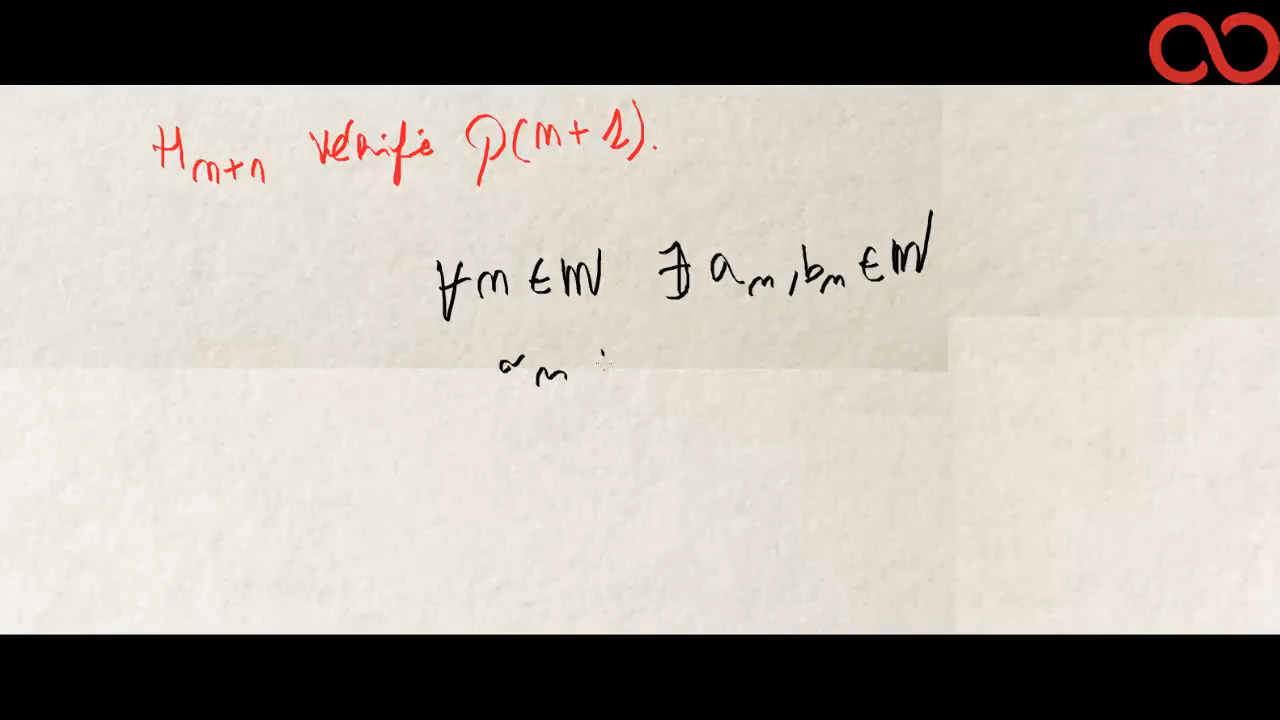 H_{n+1} vérifie P(n+1).
∀n ∈ ℕ ∃ a_n, b_n ∈ ℕ